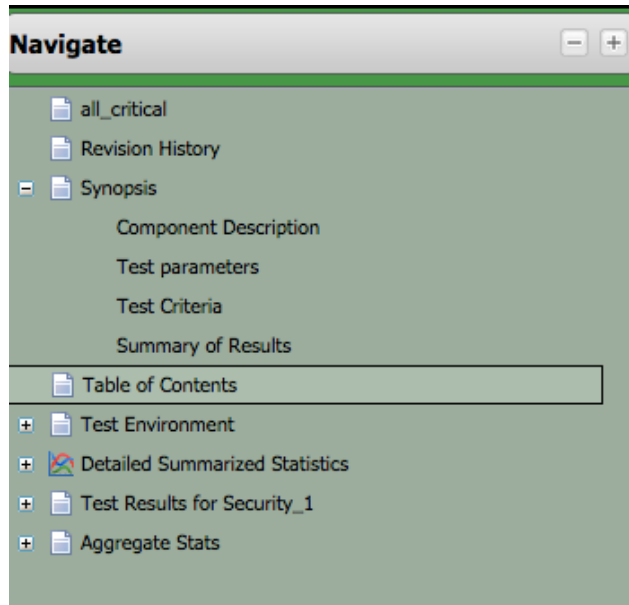 Navigate
all_critical
Revision History
Synopsis
Component Description
Test parameters
Test Criteria
Summary of Results
Table of Contents
Test Environment
Detailed Summarized Statistics
Test Results for Security_1
Aggregate Stats